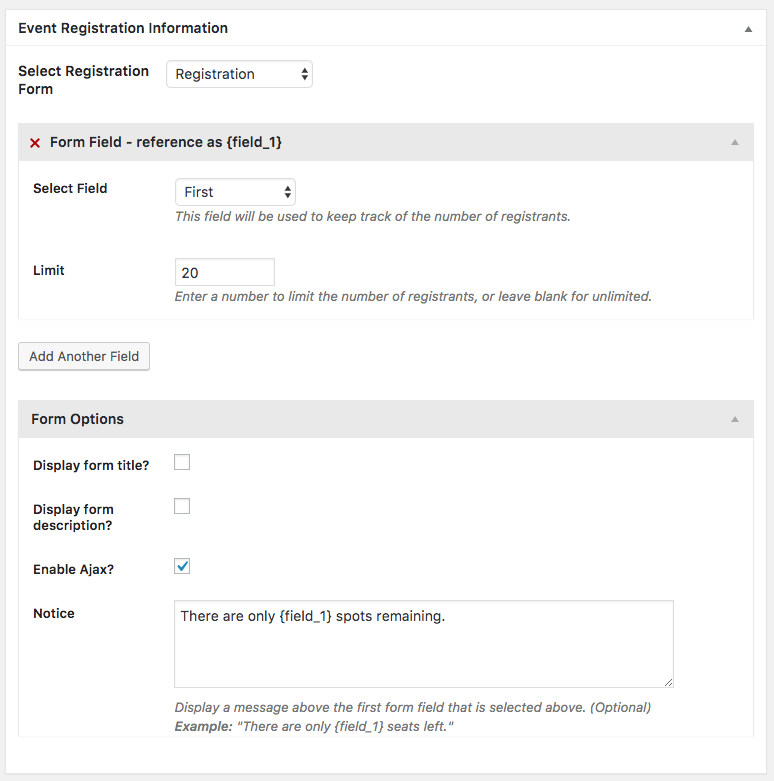 Event Registration Information
Select Registration
Form
Registration
Form Field - reference as {field_1}
Select Field
First
This field will be used to keep track of the number of registrants.
Limit
20
Enter a number to limit the number of registrants, or leave blank for unlimited.
Add Another Field
Form Options
Display form title?
Display form
description?
Enable Ajax?
Notice
There are only {field_1} spots remaining.
Display a message above the first form field that is selected above. (Optional)
Example: "There are only {field_1} seats left."